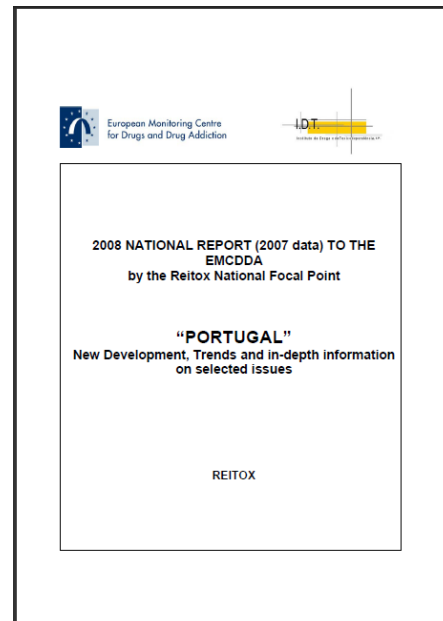 European Monitoring Centre
for Drugs and Drug Addiction
I.D.T.
2008 NATIONAL REPORT (2007 data) TO THE
EMCDDA
by the Reitox National Focal Point
“PORTUGAL”
New Development, Trends and in-depth information
on selected issues
REITOX